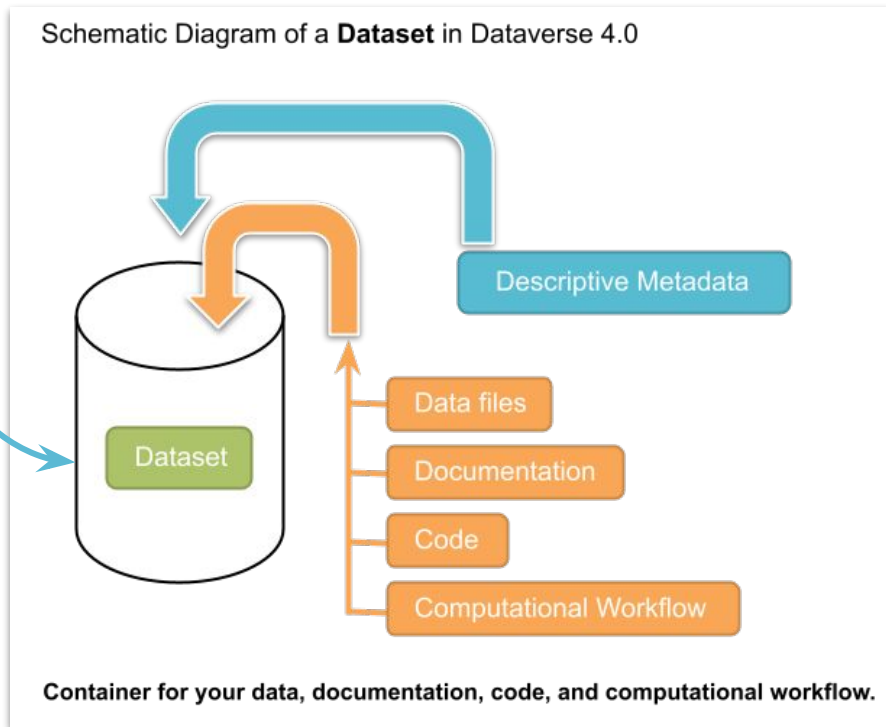 Schematic Diagram of a Dataset in Dataverse 4.0
Descriptive Metadata
Data files
Dataset
Documentation
Code
Computational Workflow
Container for your data, documentation, code, and computational workflow.